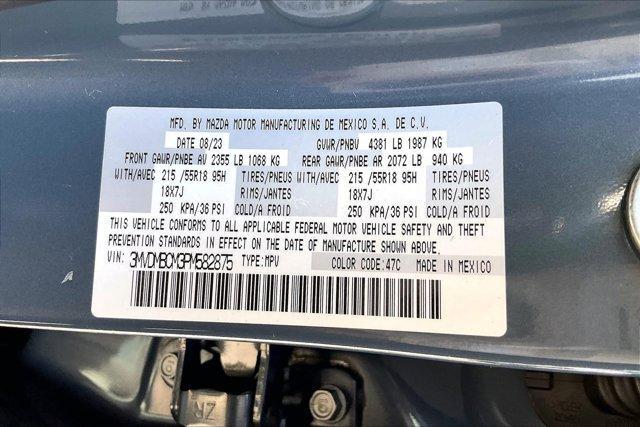 MFD. BY MAZDA MOTOR MANUFACTURING DE MEXICO S.A. DE C.V.
DATE 08/23 GVWR/PNBV 4381 LB 1987 KG
FRONT GAWR/PNBE AV 2355 LB 1068 KG REAR GAWR/PNBE AR 2072 LB 940 KG
WITH/AVEC 215 /55R18 95H TIRES/PNEUS WITH/AVEC 215 /55R18 95H TIRES/PNEUS
18X7J RIMS/JANTES 18X7J RIMS/JANTES
250 KPA/36 PSI COLD/A FROID 250 KPA/36 PSI COLD/A FROID
THIS VEHICLE CONFORMS TO ALL APPLICABLE FEDERAL MOTOR VEHICLE SAFETY AND THEFT
PREVENTION STANDARDS IN EFFECT ON THE DATE OF MANUFACTURE SHOWN ABOVE.
VIN: 3MVDMBCM3PM582875 TYPE:MPV COLOR CODE:47C MADE IN MEXICO